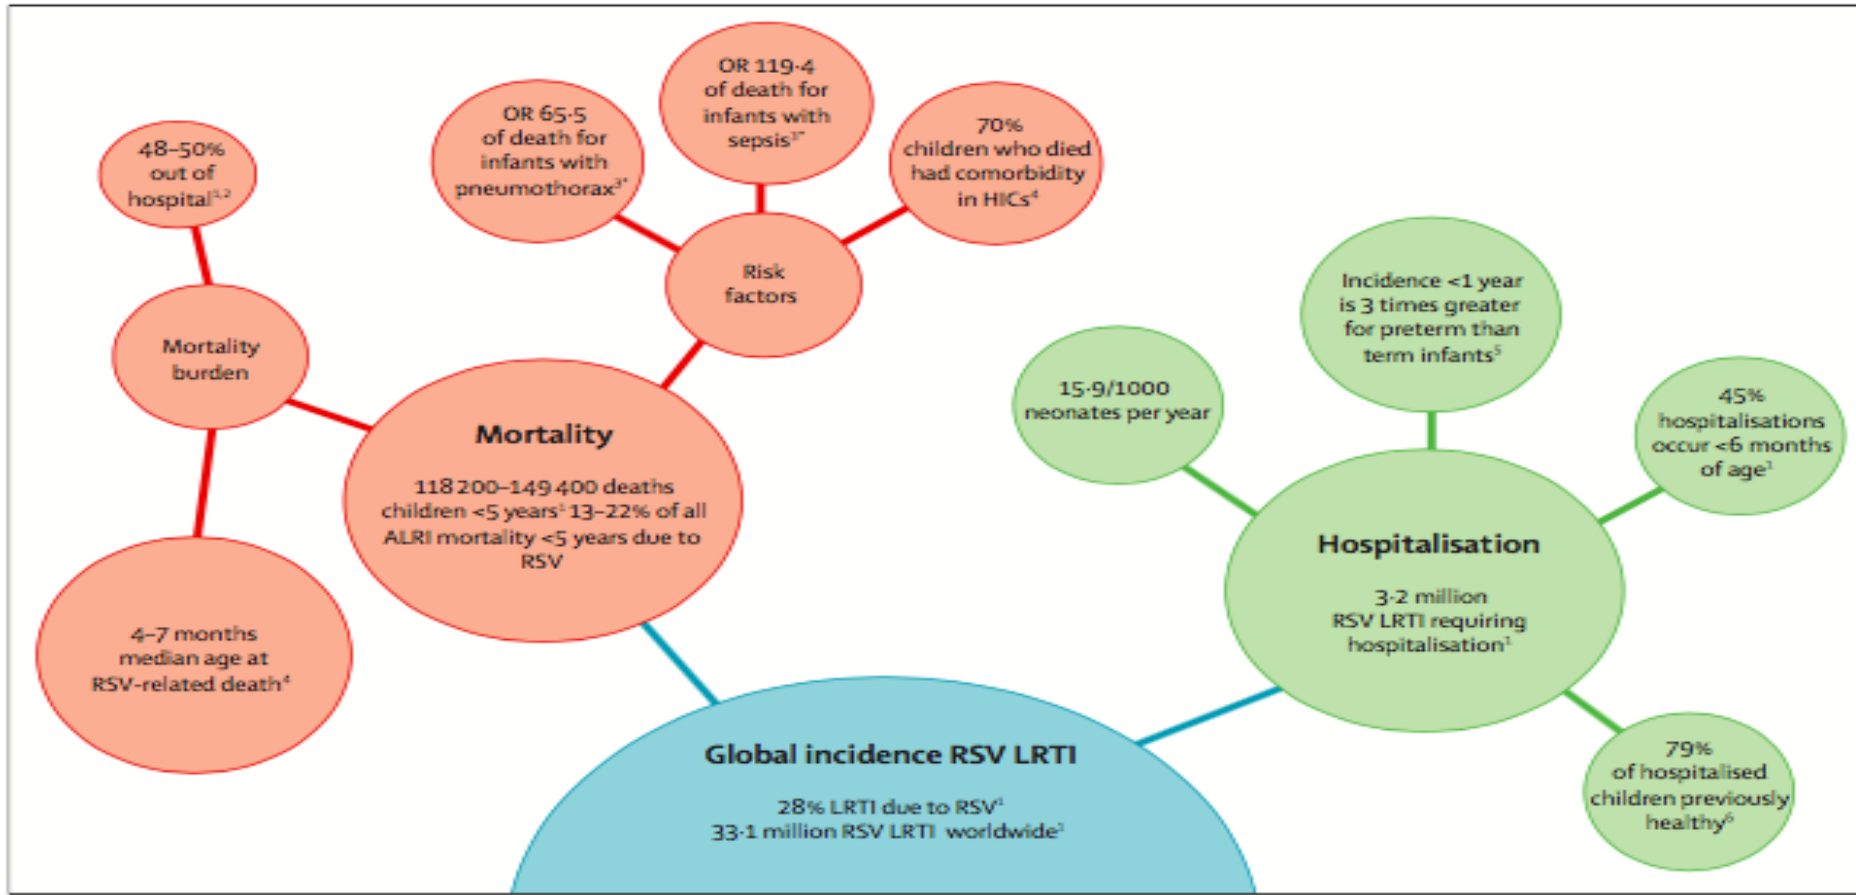 48–50%
out of
hospital¹,²
OR 65·5
of death for
infants with
pneumothorax³*
OR 119·4
of death for
infants with
sepsis³*
70%
children who died
had comorbidity
in HICs⁴
Mortality
burden
Risk
factors
4–7 months
median age at
RSV-related death⁴
Mortality
118 200–149 400 deaths
children <5 years¹ 13–22% of all
ALRI mortality <5 years due to
RSV
Incidence <1 year
is 3 times greater
for preterm than
term infants⁵
15·9/1000
neonates per year
45%
hospitalisations
occur <6 months
of age¹
Hospitalisation
3·2 million
RSV LRTI requiring
hospitalisation¹
79%
of hospitalised
children previously
healthy⁶
Global incidence RSV LRTI
28% LRTI due to RSV¹
33·1 million RSV LRTI worldwide¹